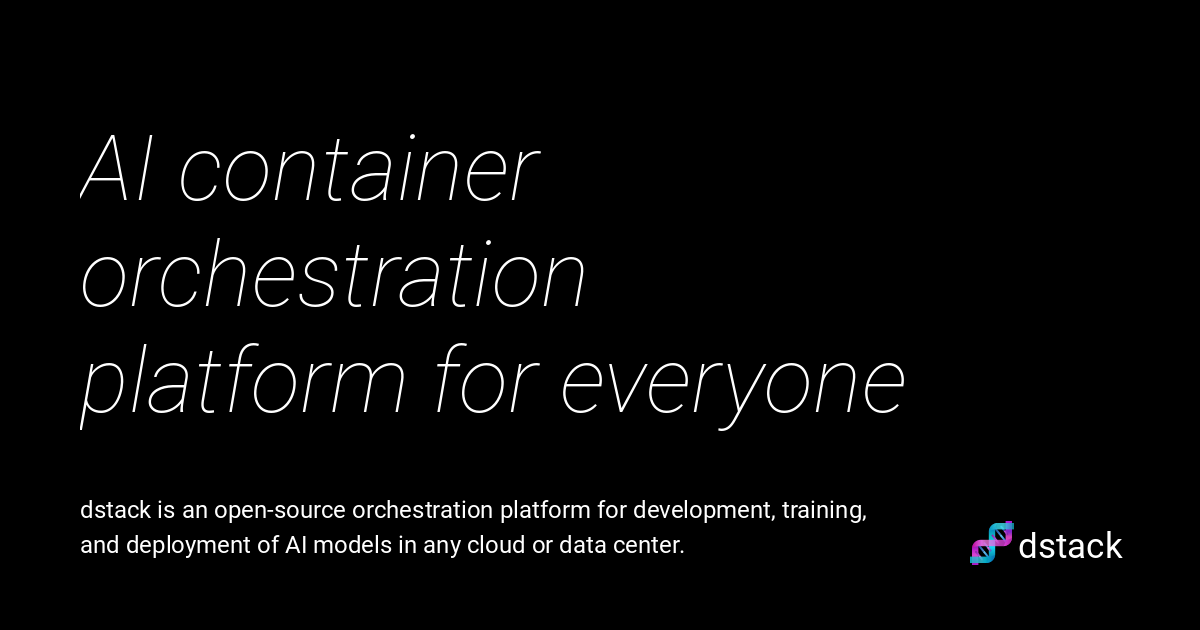 AI container
orchestration
platform for everyone
dstack is an open-source orchestration platform for development, training,
and deployment of AI models in any cloud or data center.
dstack